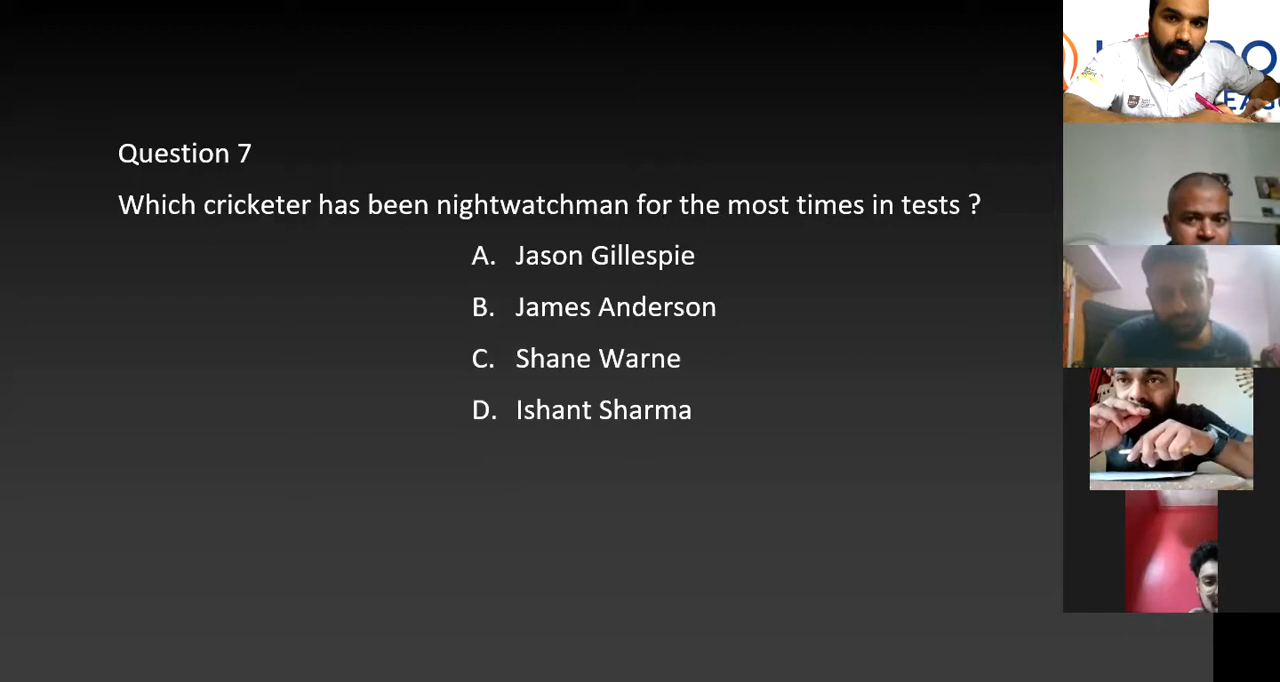 Question 7
Which cricketer has been nightwatchman for the most times in tests ?
A. Jason Gillespie
B. James Anderson
C. Shane Warne
D. Ishant Sharma